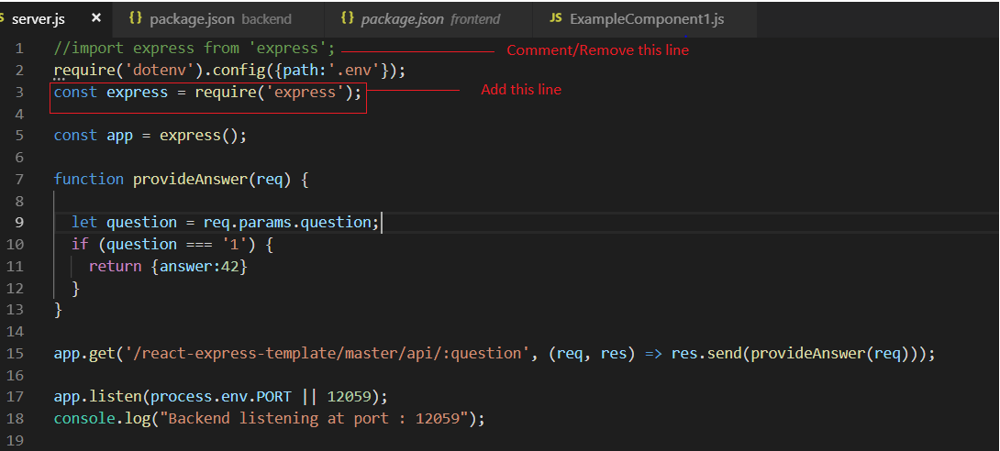 S server.js × {} package.json backend {} package.json frontend JS ExampleComponent1.js
1 //import express from 'express'; Comment/Remove this line
2 require('dotenv').config({path:'.env'});
3 const express = require('express'); Add this line
4
5 const app = express();
6
7 function provideAnswer(req) {
8
9 let question = req.params.question;
10 if (question === '1') {
11 return {answer:42}
12 }
13 }
14
15 app.get('/react-express-template/master/api/:question', (req, res) => res.send(provideAnswer(req)));
16
17 app.listen(process.env.PORT || 12059);
18 console.log("Backend listening at port : 12059");
19